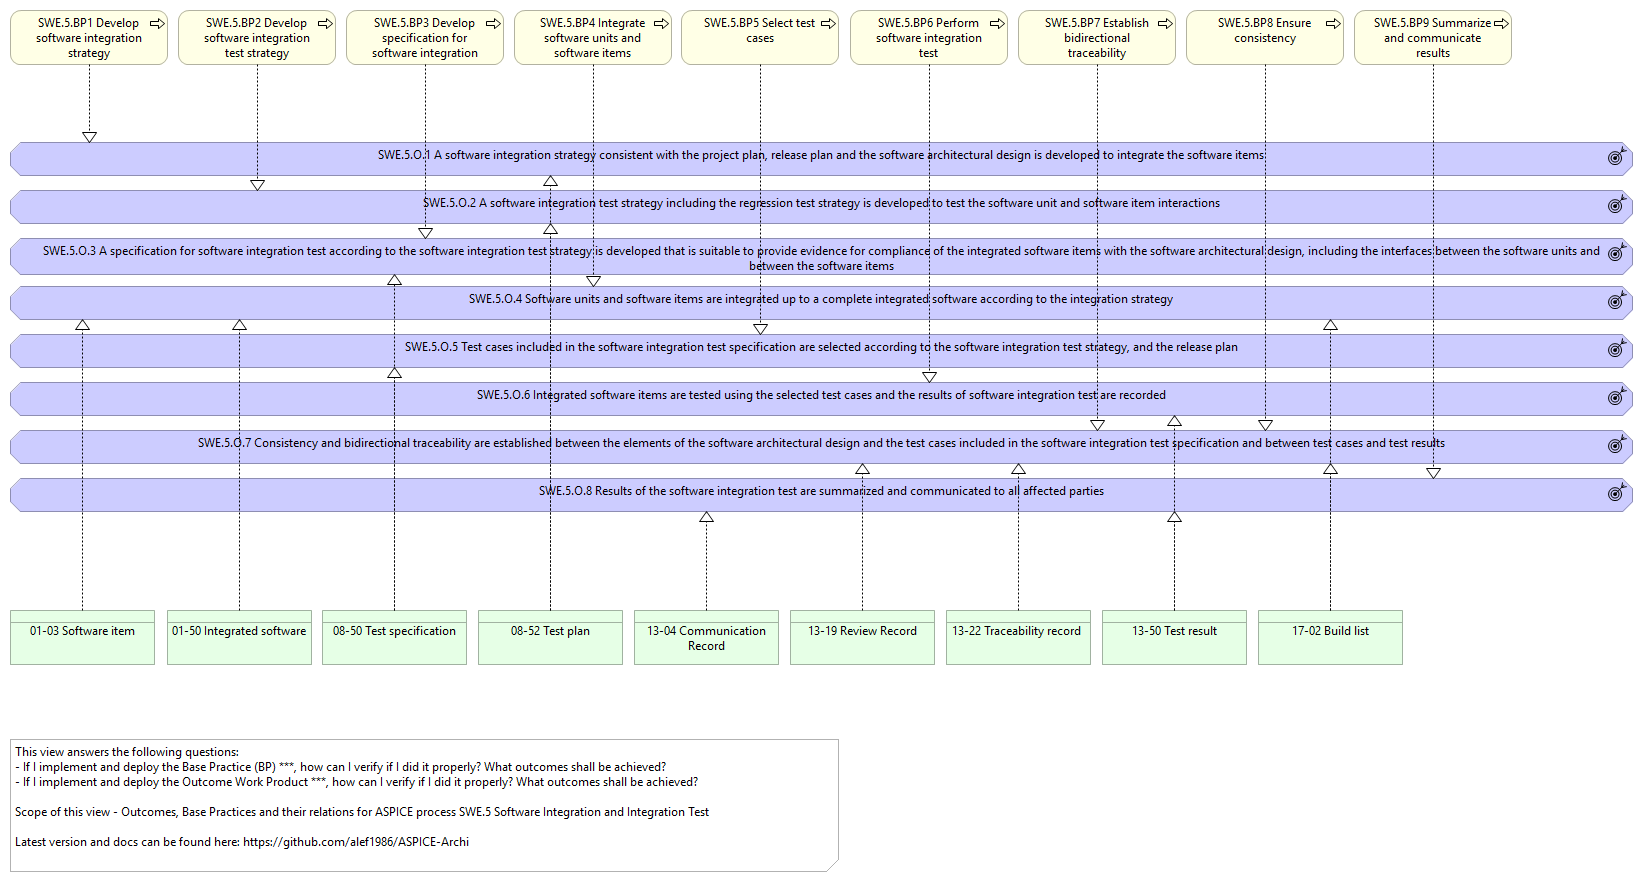 SWE.5.BP1 Develop
software integration
strategy
SWE.5.BP2 Develop
software integration
test strategy
SWE.5.BP3 Develop
specification for
software integration
SWE.5.BP4 Integrate
software units and
software items
SWE.5.BP5 Select test
cases
SWE.5.BP6 Perform
software integration
test
SWE.5.BP7 Establish
bidirectional
traceability
SWE.5.BP8 Ensure
consistency
SWE.5.BP9 Summarize
and communicate
results
SWE.5.O.1 A software integration strategy consistent with the project plan, release plan and the software architectural design is developed to integrate the software items
SWE.5.O.2 A software integration test strategy including the regression test strategy is developed to test the software unit and software item interactions
SWE.5.O.3 A specification for software integration test according to the software integration test strategy is developed that is suitable to provide evidence for compliance of the integrated software items with the software architectural design, including the interfaces between the software units and
between the software items
SWE.5.O.4 Software units and software items are integrated up to a complete integrated software according to the integration strategy
SWE.5.O.5 Test cases included in the software integration test specification are selected according to the software integration test strategy, and the release plan
SWE.5.O.6 Integrated software items are tested using the selected test cases and the results of software integration test are recorded
SWE.5.O.7 Consistency and bidirectional traceability are established between the elements of the software architectural design and the test cases included in the software integration test specification and between test cases and test results
SWE.5.O.8 Results of the software integration test are summarized and communicated to all affected parties
01-03 Software item
01-50 Integrated software
08-50 Test specification
08-52 Test plan
13-04 Communication
Record
13-19 Review Record
13-22 Traceability record
13-50 Test result
17-02 Build list
This view answers the following questions:
- If I implement and deploy the Base Practice (BP) ***, how can I verify if I did it properly? What outcomes shall be achieved?
- If I implement and deploy the Outcome Work Product ***, how can I verify if I did it properly? What outcomes shall be achieved?
Scope of this view - Outcomes, Base Practices and their relations for ASPICE process SWE.5 Software Integration and Integration Test
Latest version and docs can be found here: https://github.com/alef1986/ASPICE-Archi